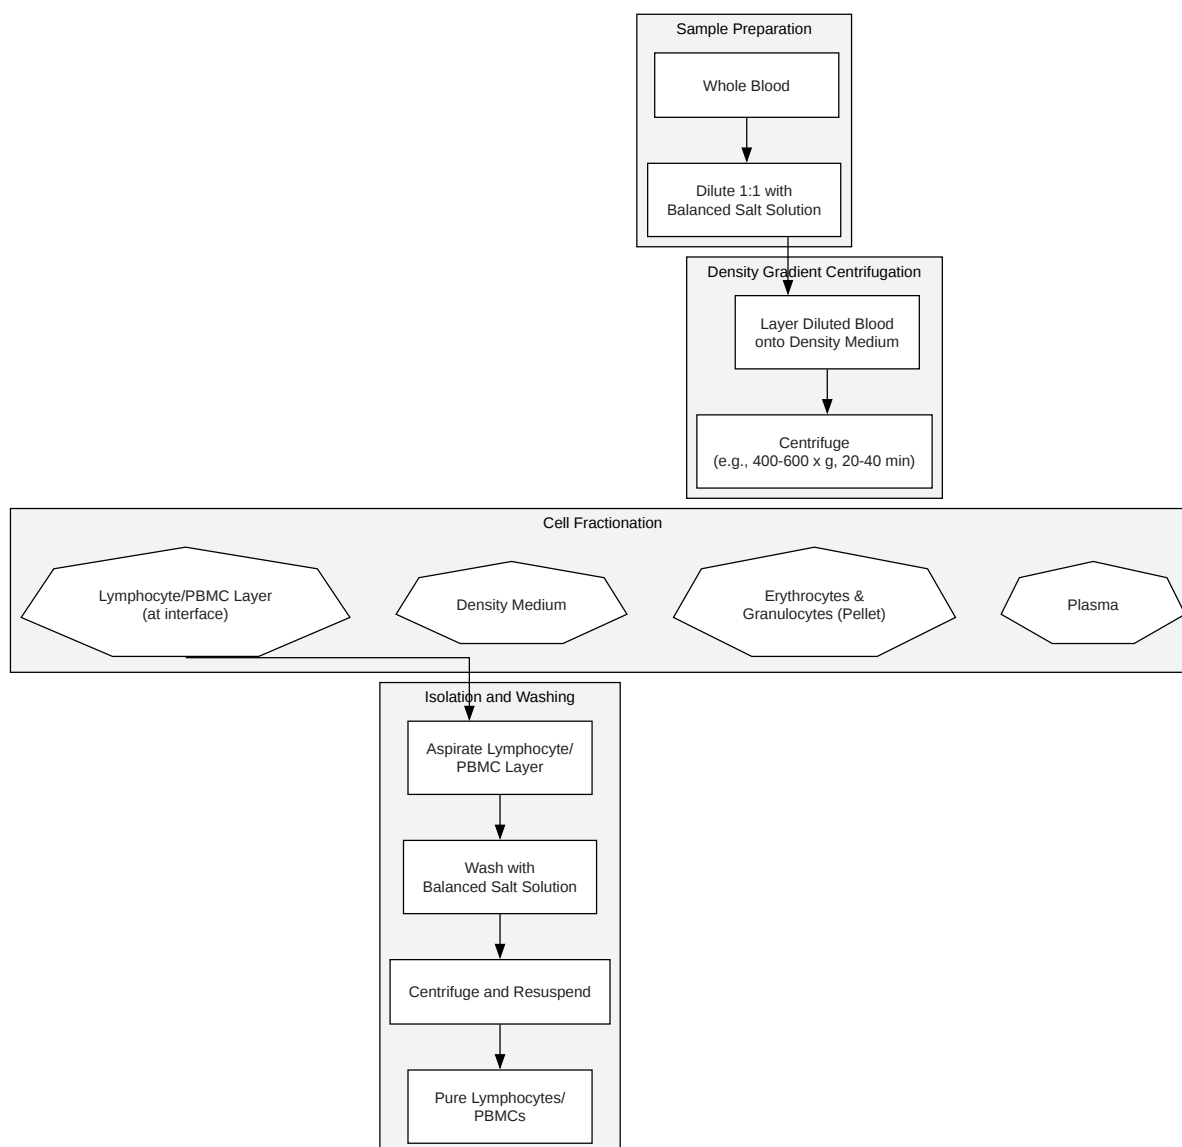 Sample Preparation
Whole Blood
Dilute 1:1 with
Balanced Salt Solution
Density Gradient Centrifugation
Layer Diluted Blood
onto Density Medium
Centrifuge
(e.g., 400-600 x g, 20-40 min)
Cell Fractionation
Lymphocyte/PBMC Layer
(at interface)
Density Medium
Erythrocytes &
Granulocytes (Pellet)
Plasma
Isolation and Washing
Aspirate Lymphocyte/
PBMC Layer
Wash with
Balanced Salt Solution
Centrifuge and Resuspend
Pure Lymphocytes/
PBMCs